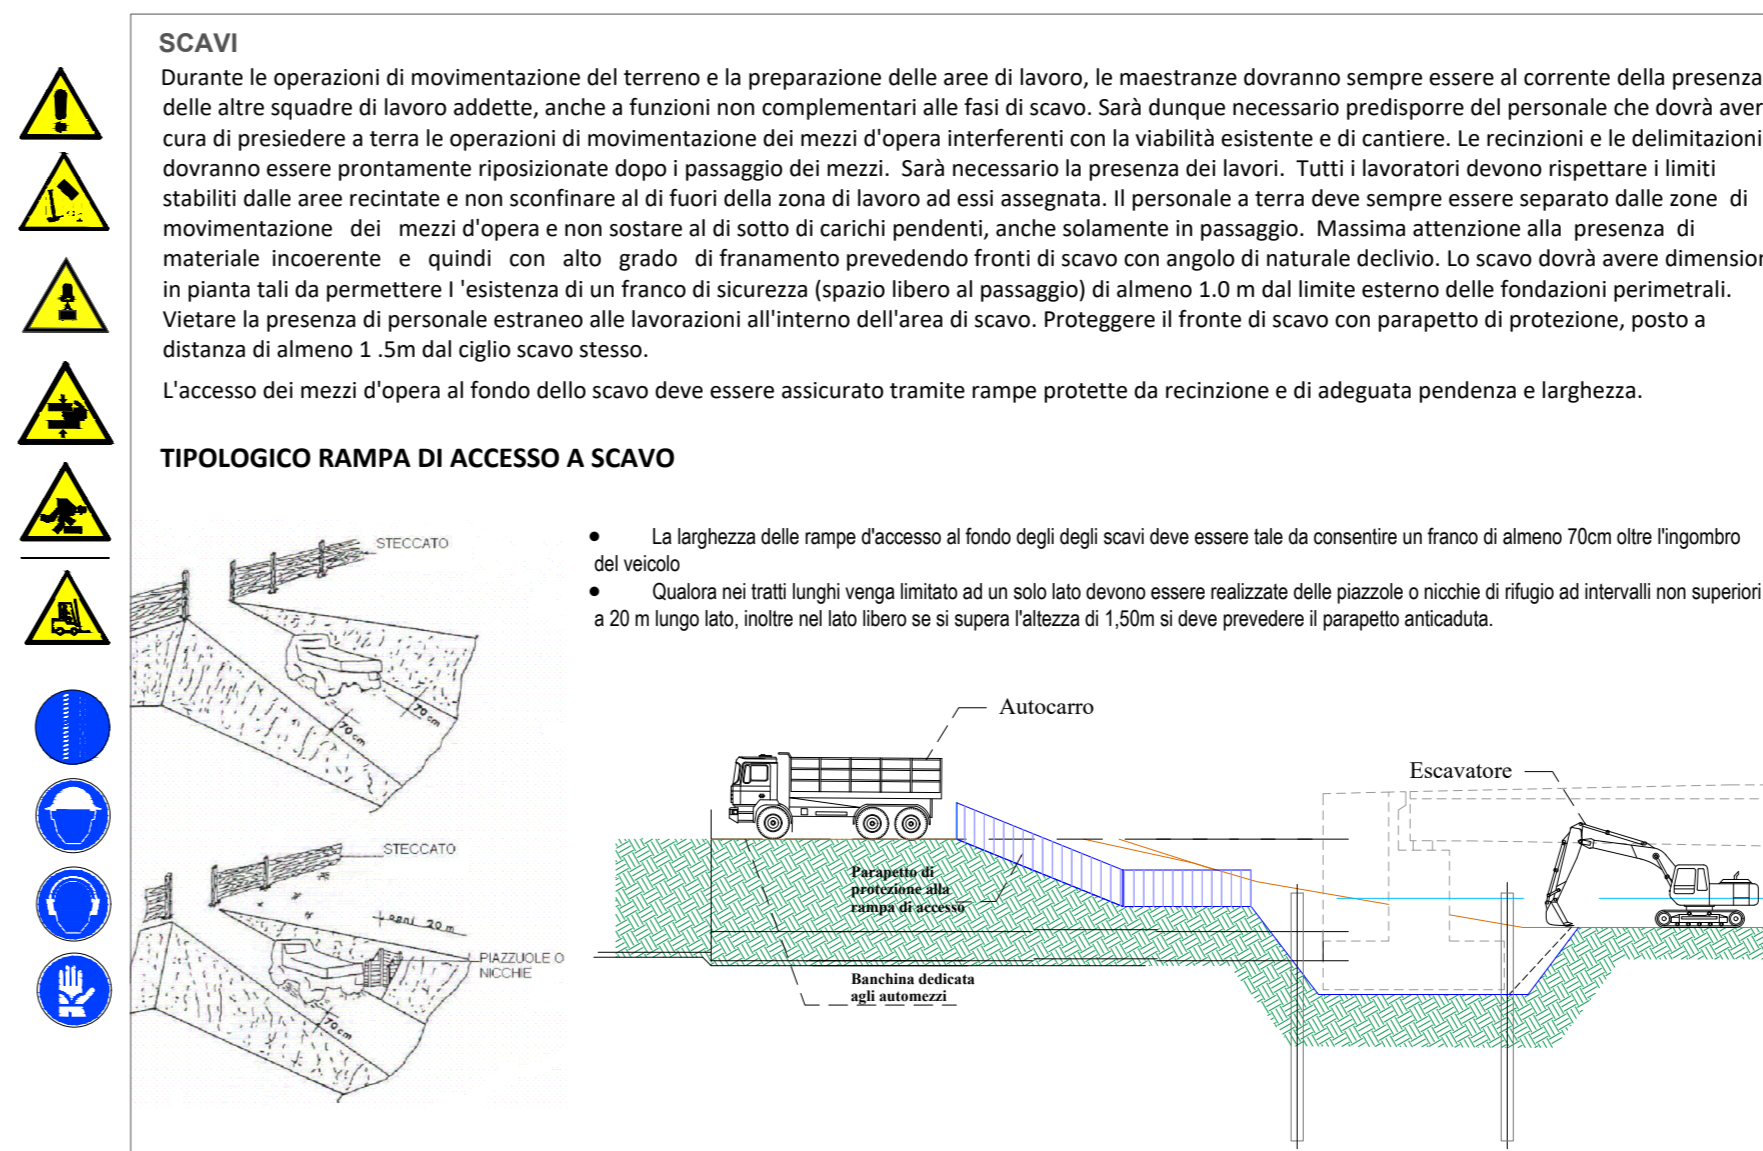 SCAVI
Durante le operazioni di movimentazione del terreno e la preparazione delle aree di lavoro, le maestranze dovranno sempre essere al corrente della presenza
delle altre squadre di lavoro addette, anche a funzioni non complementari alle fasi di scavo. Sarà dunque necessario predisporre del personale che dovrà aver
cura di presiedere a terra le operazioni di movimentazione dei mezzi d'opera interferenti con la viabilità esistente e di cantiere. Le recinzioni e le delimitazioni
dovranno essere prontamente riposizionate dopo i passaggio dei mezzi. Sarà necessario la presenza dei lavori. Tutti i lavoratori devono rispettare i limiti
stabiliti dalle aree recintate e non sconfinare al di fuori della zona di lavoro ad essi assegnata. Il personale a terra deve sempre essere separato dalle zone di
movimentazione dei mezzi d'opera e non sostare al di sotto di carichi pendenti, anche solamente in passaggio. Massima attenzione alla presenza di
materiale incoerente e quindi con alto grado di franamento prevedendo fronti di scavo con angolo di naturale declivio. Lo scavo dovrà avere dimension
in pianta tali da permettere I 'esistenza di un franco di sicurezza (spazio libero al passaggio) di almeno 1.0 m dal limite esterno delle fondazioni perimetrali.
Vietare la presenza di personale estraneo alle lavorazioni all'interno dell'area di scavo. Proteggere il fronte di scavo con parapetto di protezione, posto a
distanza di almeno 1 .5m dal ciglio scavo stesso.
L'accesso dei mezzi d'opera al fondo dello scavo deve essere assicurato tramite rampe protette da recinzione e di adeguata pendenza e larghezza.
TIPOLOGICO RAMPA DI ACCESSO A SCAVO
• La larghezza delle rampe d'accesso al fondo degli degli scavi deve essere tale da consentire un franco di almeno 70cm oltre l'ingombro
del veicolo
• Qualora nei tratti lunghi venga limitato ad un solo lato devono essere realizzate delle piazzole o nicchie di rifugio ad intervalli non superiori
a 20 m lungo lato, inoltre nel lato libero se si supera l'altezza di 1,50m si deve prevedere il parapetto anticaduta.
STECCATO
70 cm
70 cm
STECCATO
ogni 20 m
PIAZZUOLE O
NICCHIE
70 cm
Autocarro
Escavatore
Parapetto di
protezione alla
rampa di accesso
Banchina dedicata
agli automezzi